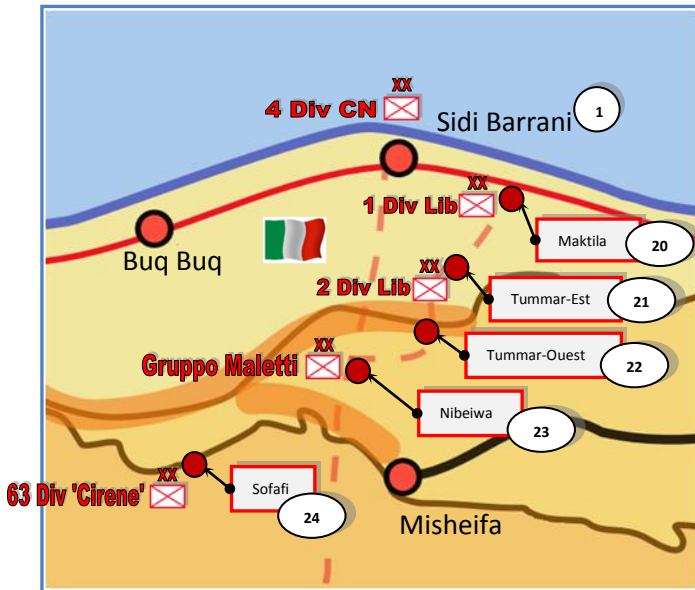 XX
4 Div CN
Sidi Barrani
1
XX
1 Div Lib
Maktila
20
Buq Buq
XX
2 Div Lib
Tummar-Est
21
Tummar-Ouest
22
XX
Gruppo Maletti
Nibeiwa
23
XX
63 Div 'Cirene'
Sofafi
24
Misheifa